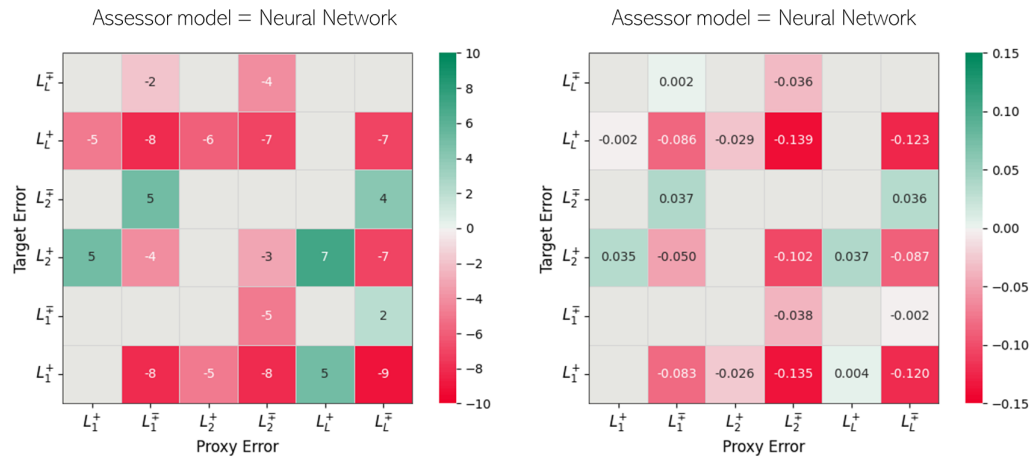 Assessor model = Neural Network
Target Error
L_L^∓ -2 -4
L_L^+ -5 -8 -6 -7 -7
L_2^∓ 5 4
L_2^+ 5 -4 -3 7 -7
L_1^∓ -5 2
L_1^+ -8 -5 -8 5 -9
L_1^+ L_1^∓ L_2^+ L_2^∓ L_L^+ L_L^∓
Proxy Error
10
8
6
4
2
0
−2
−4
−6
−8
−10
Assessor model = Neural Network
Target Error
L_L^∓ 0.002 -0.036
L_L^+ -0.002 -0.086 -0.029 -0.139 -0.123
L_2^∓ 0.037 0.036
L_2^+ 0.035 -0.050 -0.102 0.037 -0.087
L_1^∓ -0.038 -0.002
L_1^+ -0.083 -0.026 -0.135 0.004 -0.120
L_1^+ L_1^∓ L_2^+ L_2^∓ L_L^+ L_L^∓
Proxy Error
0.15
0.10
0.05
0.00
−0.05
−0.10
−0.15